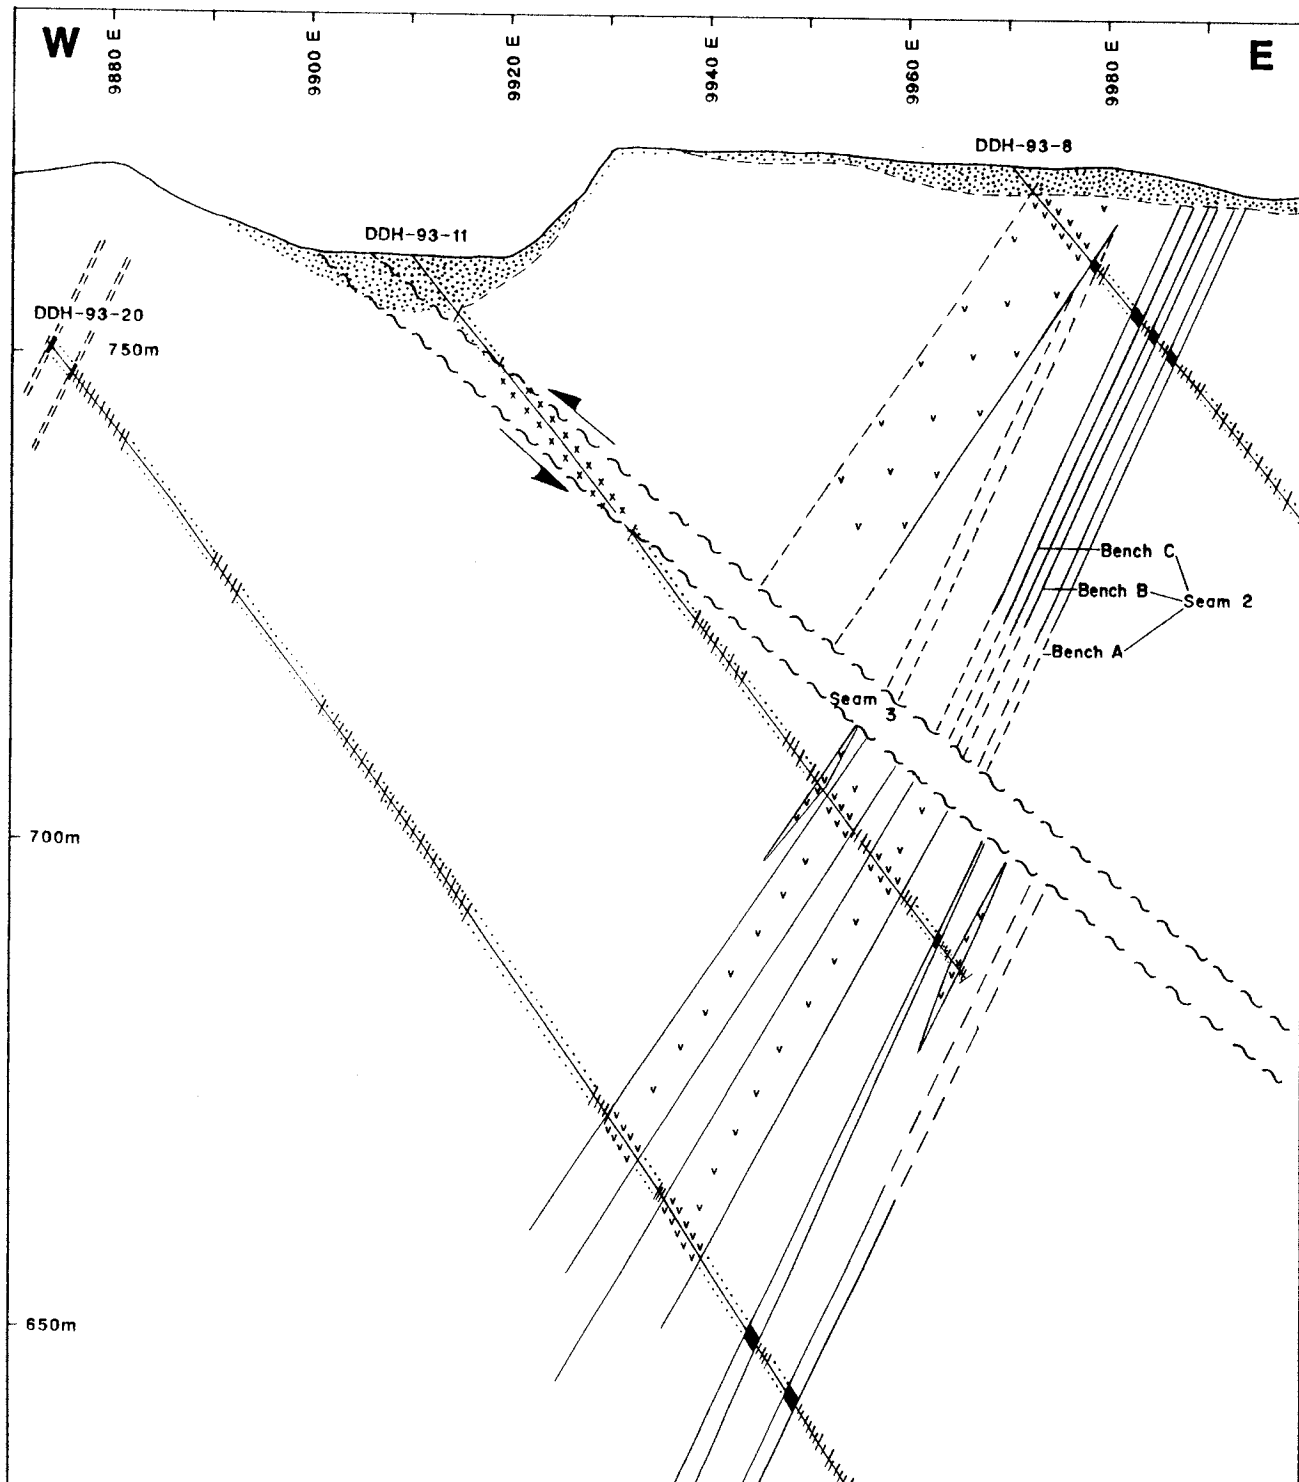 W
E
9880 E
9900 E
9920 E
9940 E
9960 E
9980 E
DDH-93-8
DDH-93-11
DDH-93-20
750m
Bench C
Bench B
Seam 2
Bench A
Seam
3
700m
650m